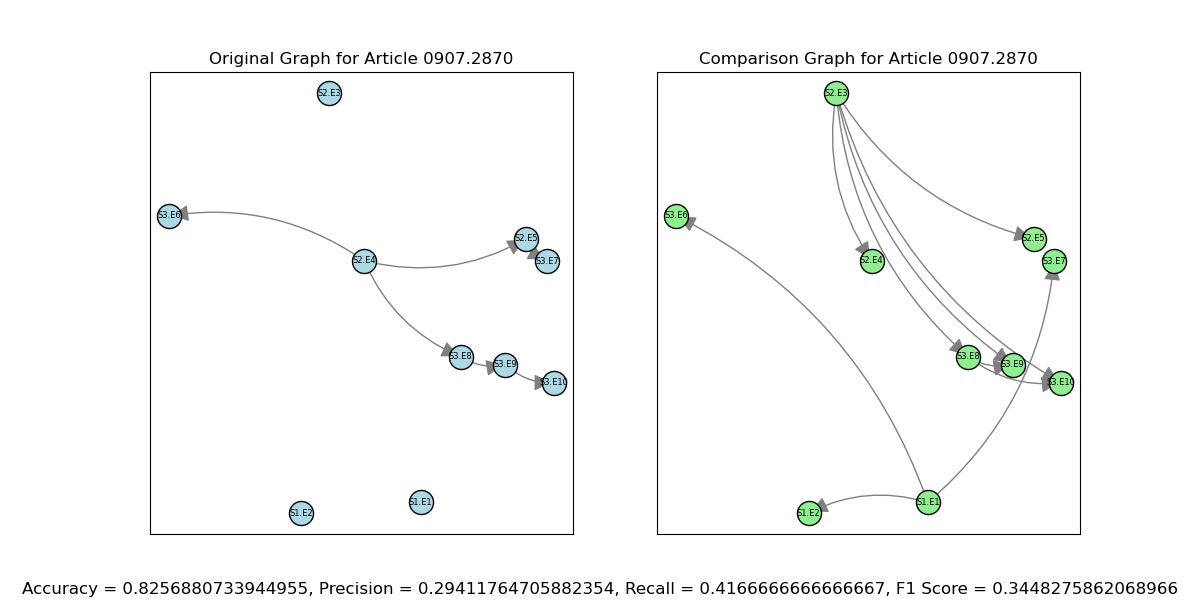 Original Graph for Article 0907.2870
Comparison Graph for Article 0907.2870
S2.E3
S2.E3
S3.E6
S3.E6
S2.E5
S2.E5
S2.E4
S3.E7
S2.E4
S3.E7
S3.E8
S3.E9
S3.E8
S3.E9
S3.E10
S3.E10
S1.E1
S1.E1
S1.E2
S1.E2
Accuracy = 0.8256880733944955, Precision = 0.29411764705882354, Recall = 0.4166666666666667, F1 Score = 0.3448275862068966